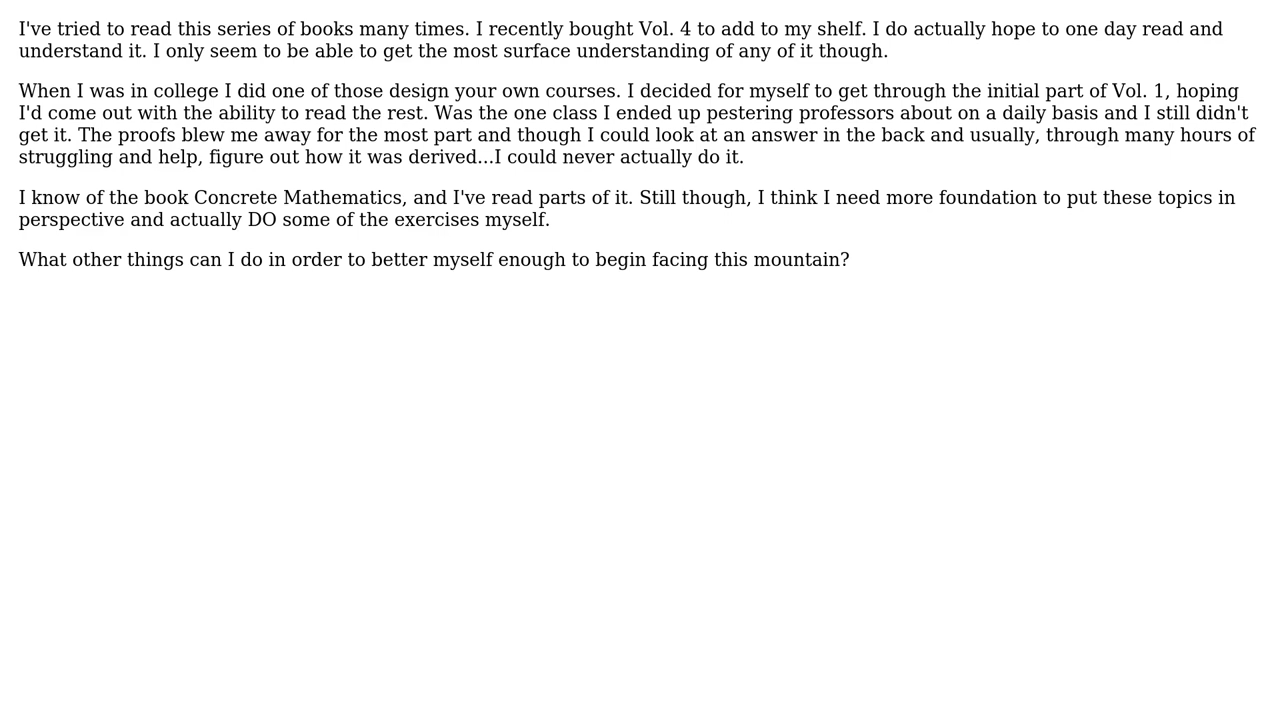 I've tried to read this series of books many times. I recently bought Vol. 4 to add to my shelf. I do actually hope to one day read and
understand it. I only seem to be able to get the most surface understanding of any of it though.
When I was in college I did one of those design your own courses. I decided for myself to get through the initial part of Vol. 1, hoping
I'd come out with the ability to read the rest. Was the one class I ended up pestering professors about on a daily basis and I still didn't
get it. The proofs blew me away for the most part and though I could look at an answer in the back and usually, through many hours of
struggling and help, figure out how it was derived...I could never actually do it.
I know of the book Concrete Mathematics, and I've read parts of it. Still though, I think I need more foundation to put these topics in
perspective and actually DO some of the exercises myself.
What other things can I do in order to better myself enough to begin facing this mountain?